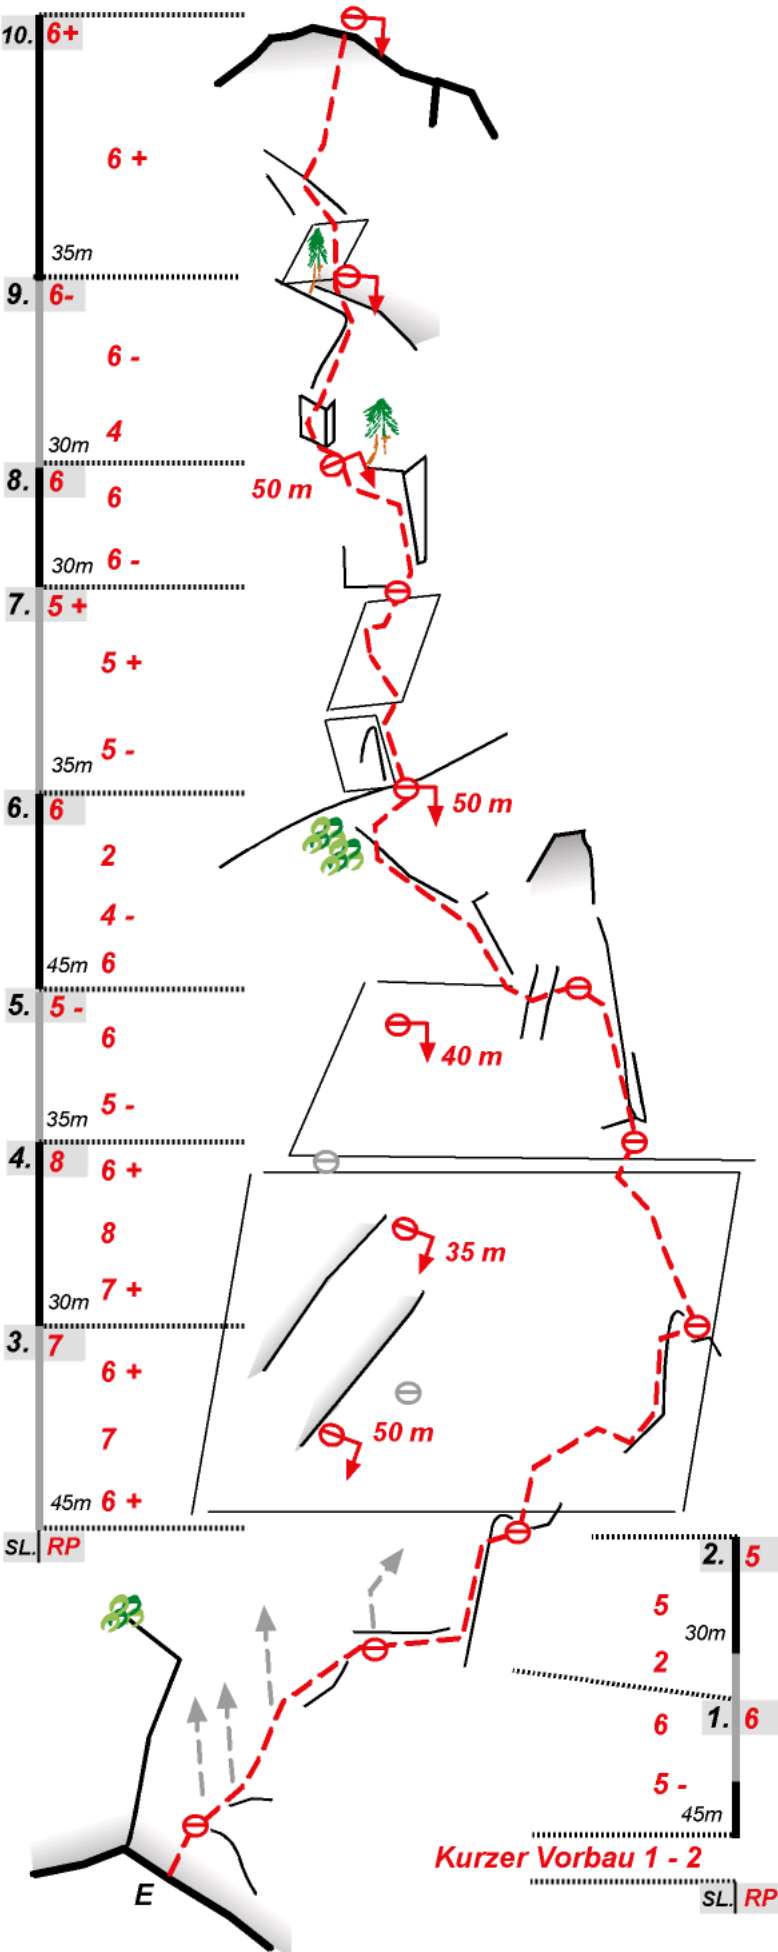 10. 6+
6 +
35m
9. 6-
6 -
4
30m
50 m
8. 6
6
6 -
30m
7. 5 +
5 +
5 -
35m
50 m
6. 6
2
4 -
45m 6
5. 5 -
6
40 m
5 -
35m
4. 8
6 +
8
35 m
7 +
30m
3. 7
6 +
7
50 m
45m 6 +
SL. RP
2. 5
5
30m
2
1. 6
6
5 -
45m
Kurzer Vorbau 1 - 2
E
SL. RP